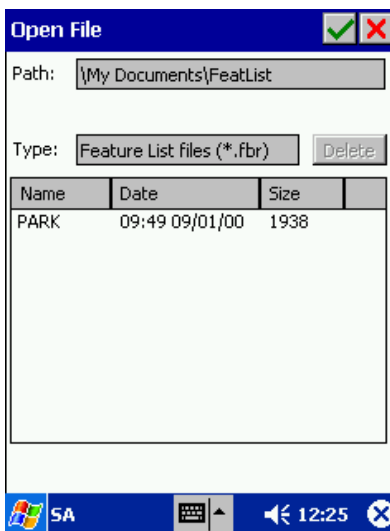 Open File
Path: \My Documents\FeatList
Type: Feature List files (*.fbr) Delete
Name Date Size
PARK 09:49 09/01/00 1938
SA 12:25